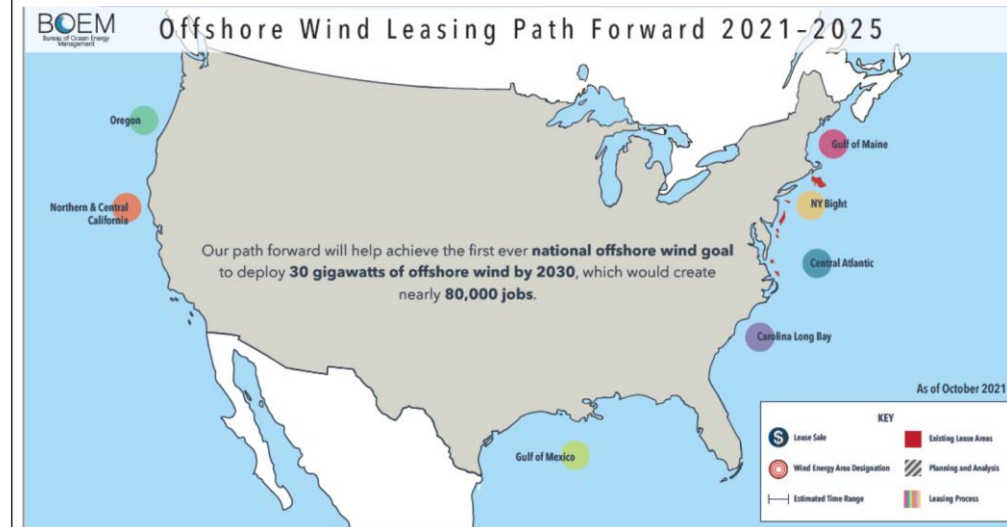 BOEM
Bureau of Ocean Energy
Management
Offshore Wind Leasing Path Forward 2021–2025
Oregon
Gulf of Maine
Northern & Central
California
NY Bight
Our path forward will help achieve the first ever national offshore wind goal
to deploy 30 gigawatts of offshore wind by 2030, which would create
nearly 80,000 jobs.
Central Atlantic
Carolina Long Bay
Gulf of Mexico
As of October 2021
KEY
$ Lease Sale
Existing Lease Areas
Wind Energy Area Designation
Planning and Analysis
Estimated Time Range
Leasing Process